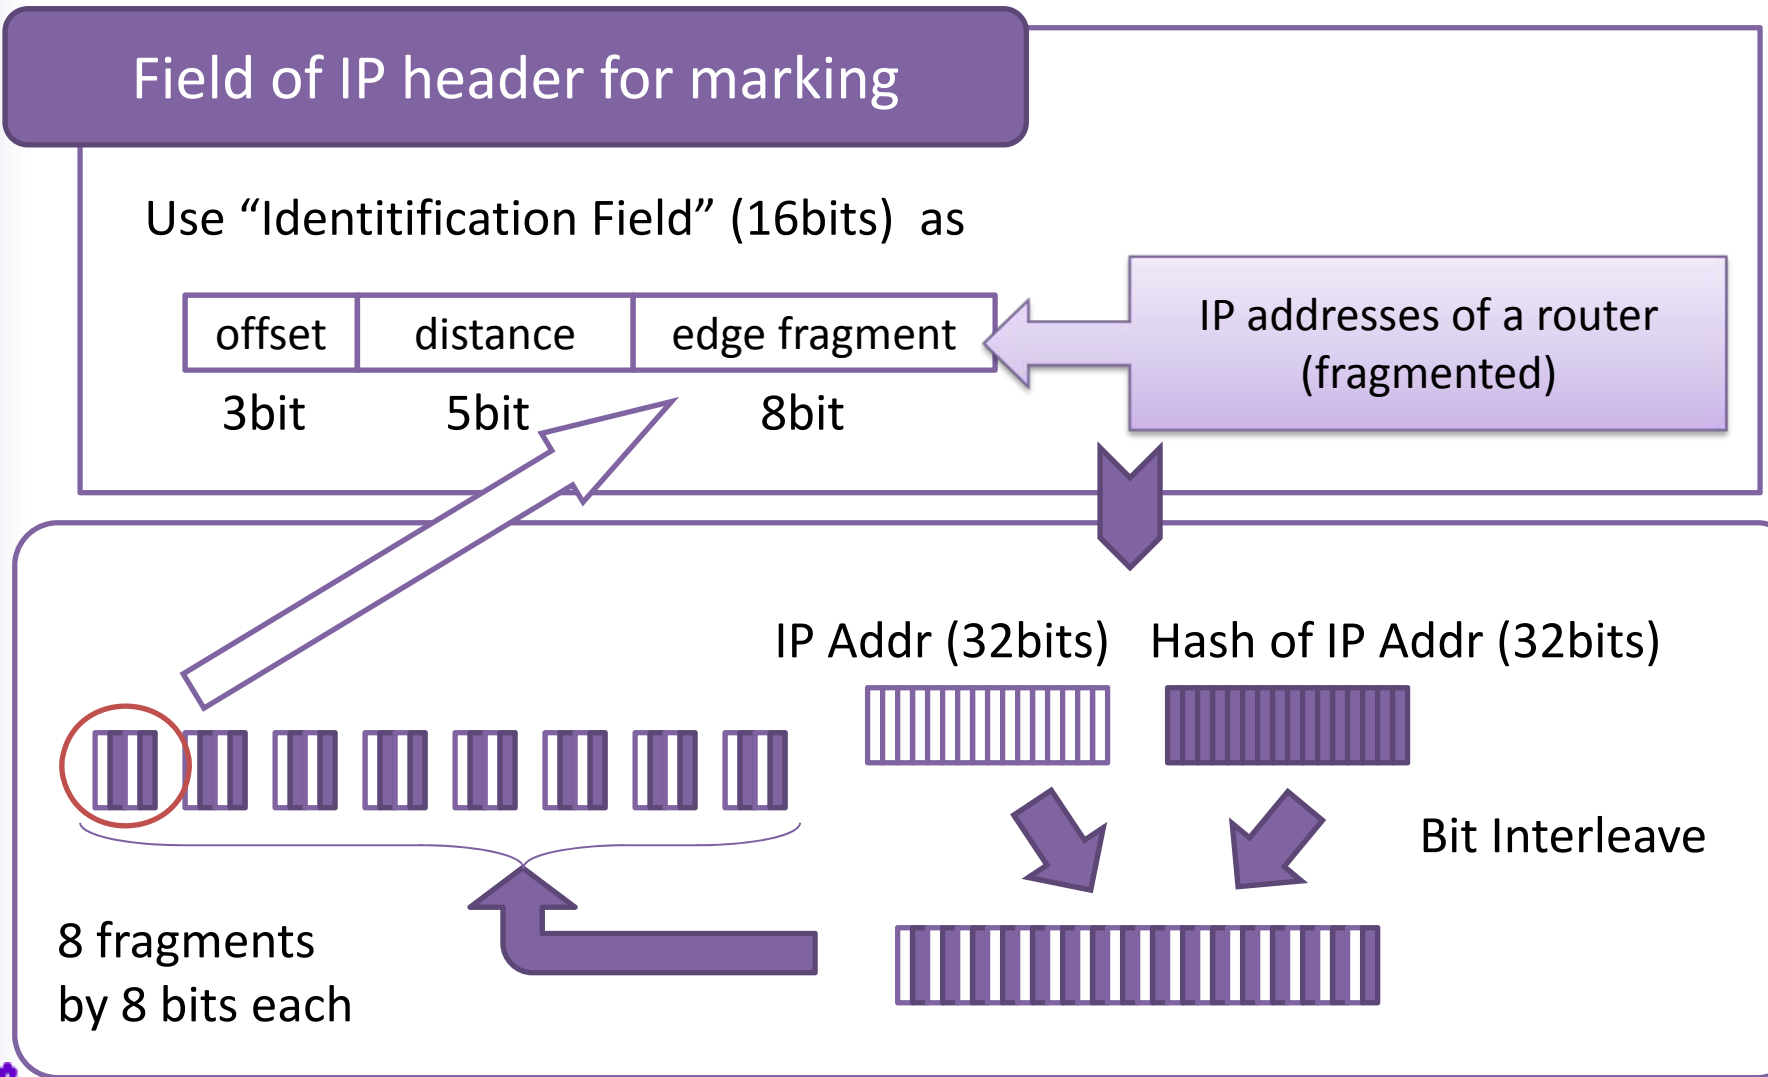 Field of IP header for marking
Use “Identitification Field” (16bits) as
offset distance edge fragment
3bit 5bit 8bit
IP addresses of a router
(fragmented)
IP Addr (32bits) Hash of IP Addr (32bits)
Bit Interleave
8 fragments
by 8 bits each